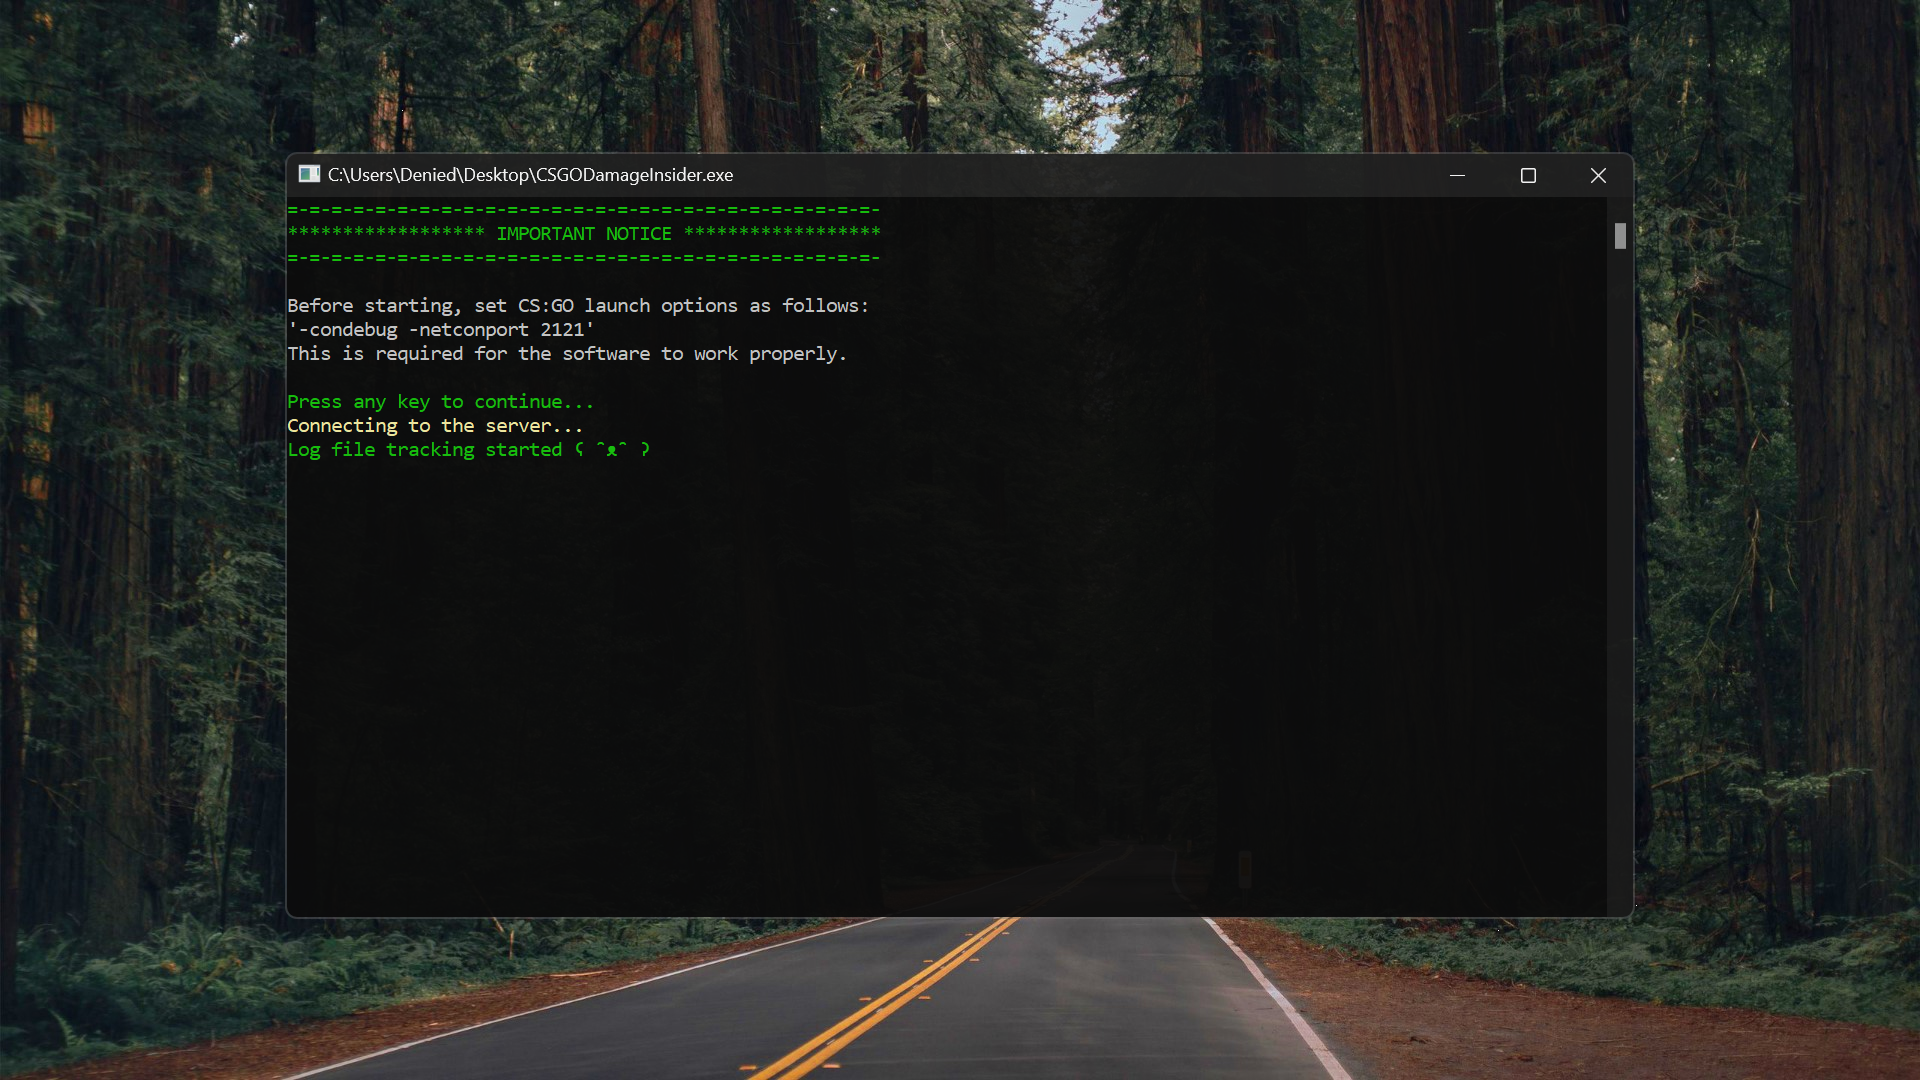 C:\Users\Denied\Desktop\CSGODamageInsider.exe
=-=-=-=-=-=-=-=-=-=-=-=-=-=-=-=-=-=-=-=-=-=-=-=-=-=-=-
****************** IMPORTANT NOTICE ******************
=-=-=-=-=-=-=-=-=-=-=-=-=-=-=-=-=-=-=-=-=-=-=-=-=-=-=-
Before starting, set CS:GO launch options as follows:
'-condebug -netconport 2121'
This is required for the software to work properly.
Press any key to continue...
Connecting to the server...
Log file tracking started ʕ ᵔᴥᵔ ʔ